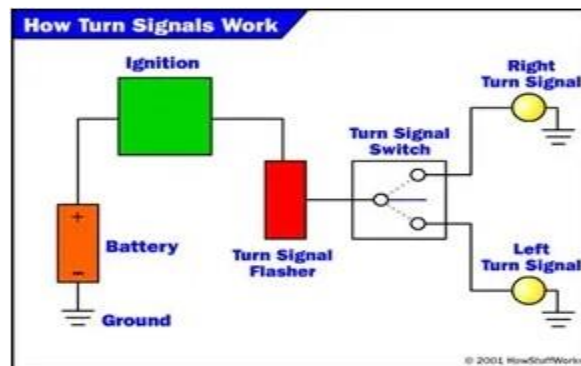 How Turn Signals Work
Ignition
Right
Turn Signal
Turn Signal
Switch
+
Battery
-
Turn Signal
Flasher
Left
Turn Signal
Ground
© 2001 HowStuffWorks